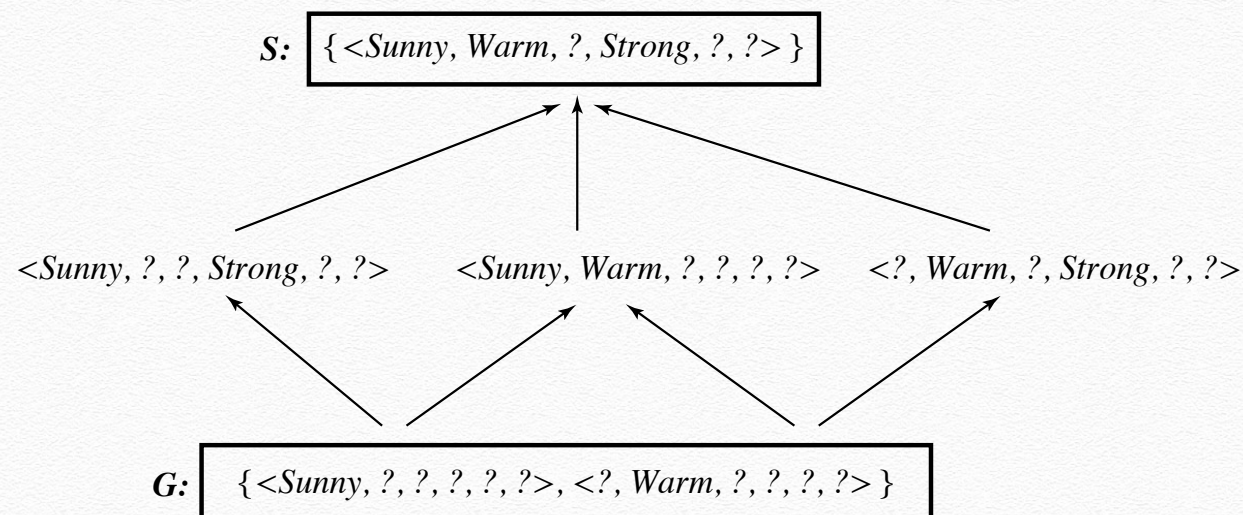 S: {<Sunny, Warm, ?, Strong, ?, ?>}
<Sunny, ?, ?, Strong, ?, ?> <Sunny, Warm, ?, ?, ?, ?> <?, Warm, ?, Strong, ?, ?>
G: {<Sunny, ?, ?, ?, ?, ?>, <?, Warm, ?, ?, ?, ?>}